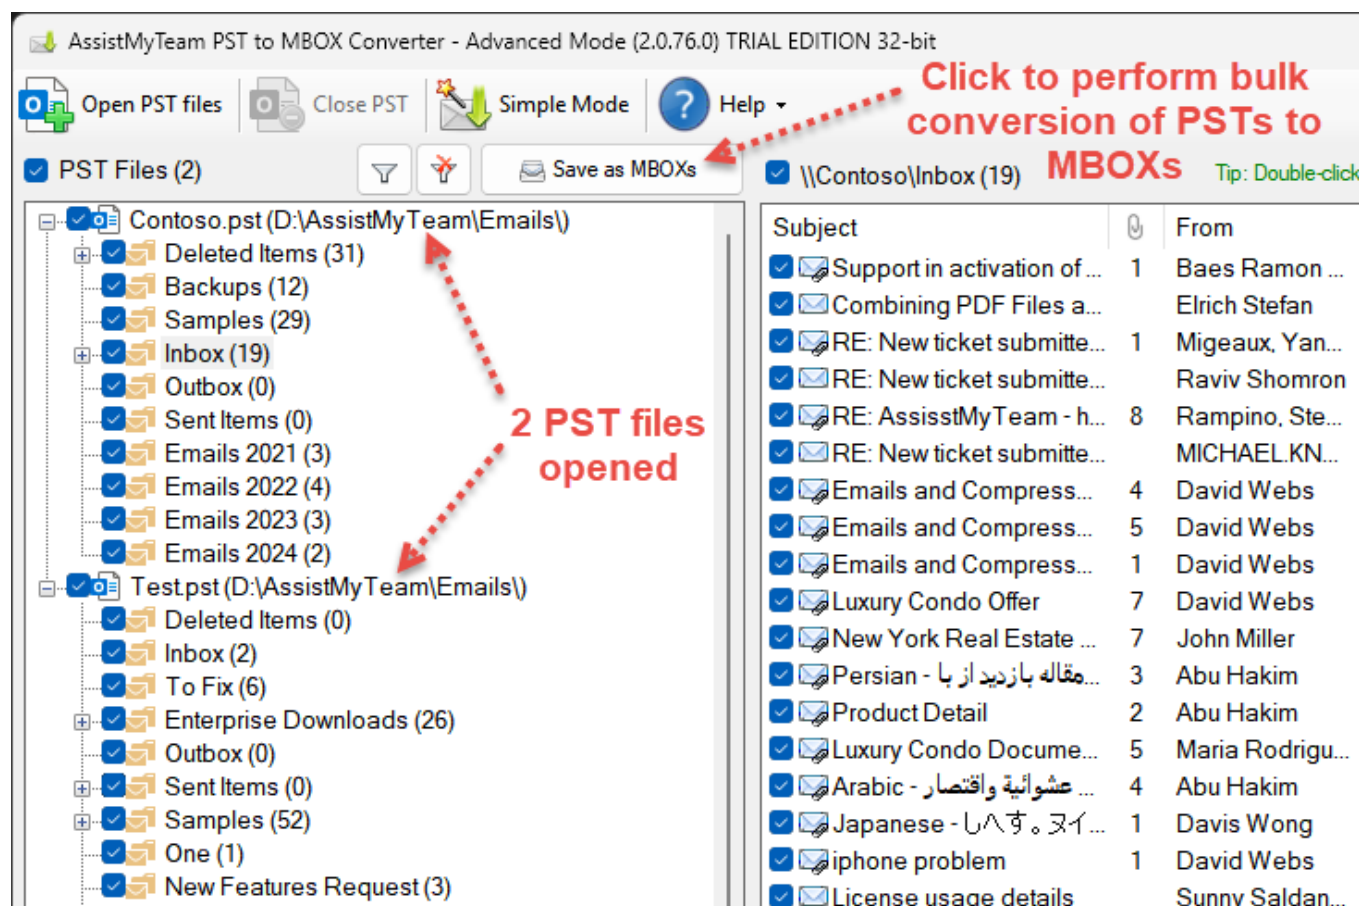 AssistMyTeam PST to MBOX Converter - Advanced Mode (2.0.76.0) TRIAL EDITION 32-bit
Open PST files Close PST Simple Mode Help
Click to perform bulk conversion of PSTs to MBOXs
PST Files (2) Save as MBOXs \\Contoso\Inbox (19) Tip: Double-click
Contoso.pst (D:\AssistMyTeam\Emails\)
Deleted Items (31)
Backups (12)
Samples (29)
Inbox (19)
Outbox (0)
Sent Items (0)
Emails 2021 (3)
Emails 2022 (4)
Emails 2023 (3)
Emails 2024 (2)
Test.pst (D:\AssistMyTeam\Emails\)
Deleted Items (0)
Inbox (2)
To Fix (6)
Enterprise Downloads (26)
Outbox (0)
Sent Items (0)
Samples (52)
One (1)
New Features Request (3)
2 PST files
opened
Subject From
Support in activation of ... 1 Baes Ramon ...
Combining PDF Files a... Elrich Stefan
RE: New ticket submitte... 1 Migeaux, Yan...
RE: New ticket submitte... Raviv Shomron
RE: AssisstMyTeam - h... 8 Rampino, Ste...
RE: New ticket submitte... MICHAEL.KN...
Emails and Compress... 4 David Webs
Emails and Compress... 5 David Webs
Emails and Compress... 1 David Webs
Luxury Condo Offer 7 David Webs
New York Real Estate ... 7 John Miller
Persian - مقاله بازدید از با... 3 Abu Hakim
Product Detail 2 Abu Hakim
Luxury Condo Docume... 5 Maria Rodrigu...
Arabic - عشوائية واقتصار ... 4 Abu Hakim
Japanese - しへす。ヌイ... 1 Davis Wong
iphone problem 1 David Webs
License usage details Sunny Saldan...